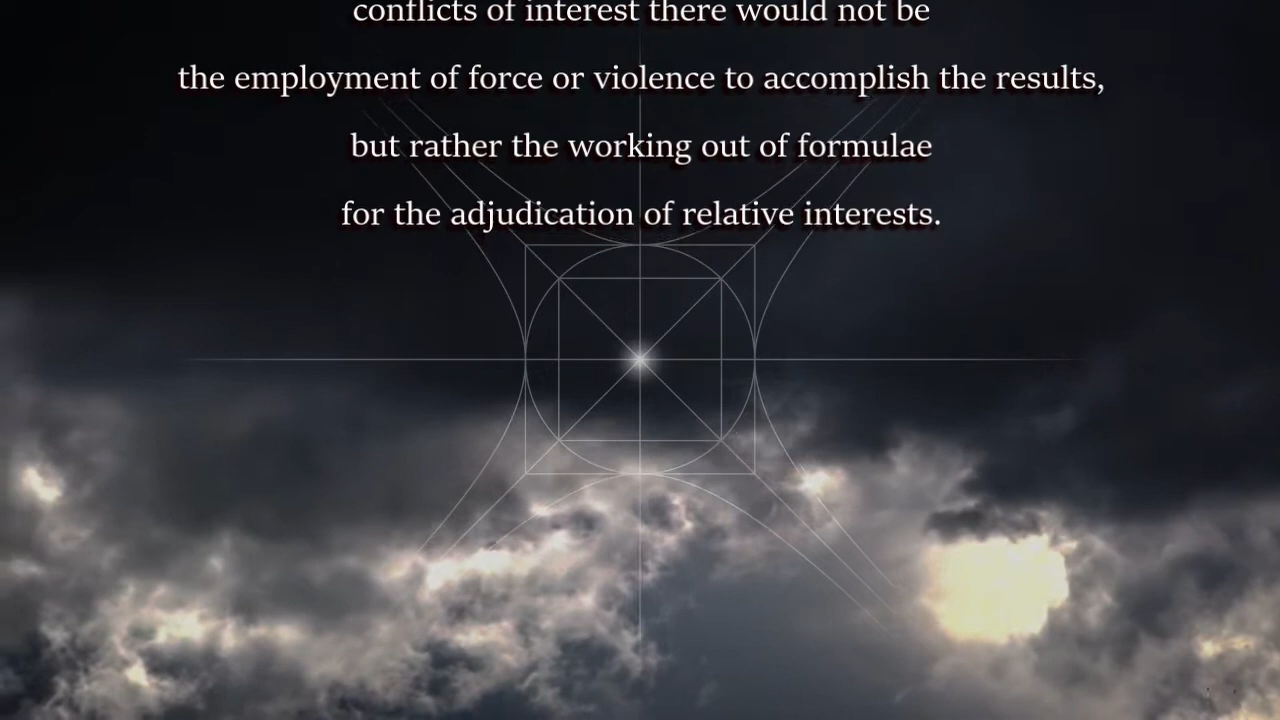 conflicts of interest there would not be
the employment of force or violence to accomplish the results,
but rather the working out of formulae
for the adjudication of relative interests.